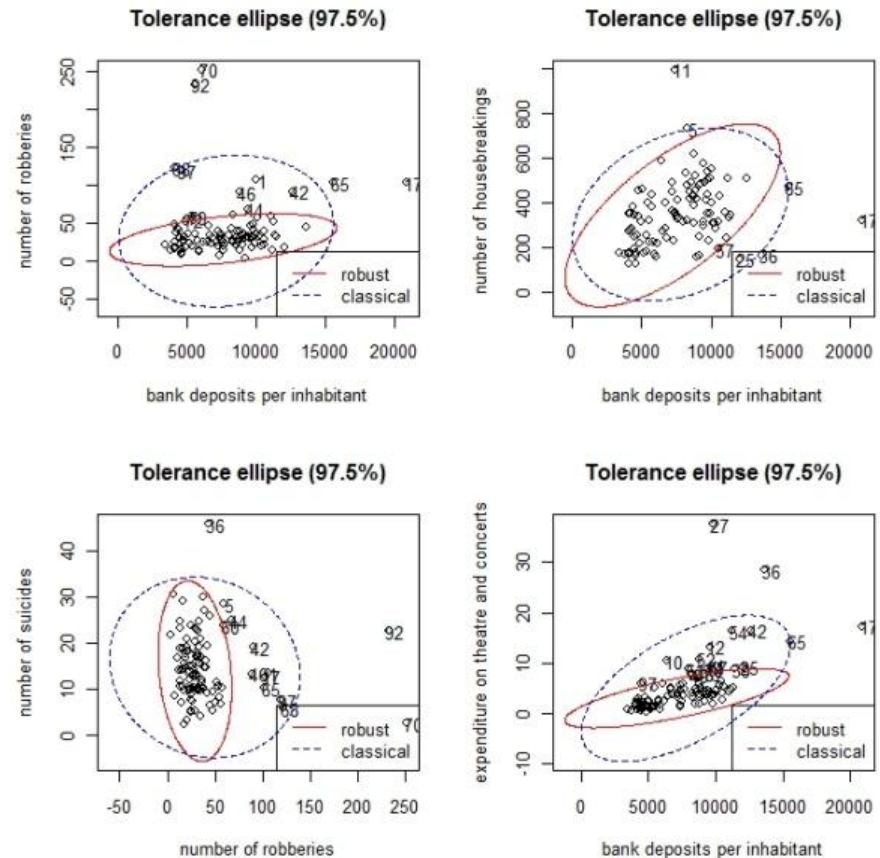 Tolerance ellipse (97.5%)
number of robberies
250
150
50
0
-50
70
92
37
1
46
42
65
17
robust
classical
0 5000 10000 15000 20000
bank deposits per inhabitant
Tolerance ellipse (97.5%)
number of housebreakings
800
600
400
200
0
11
5
65
17
37
25
36
robust
classical
0 5000 10000 15000 20000
bank deposits per inhabitant
Tolerance ellipse (97.5%)
number of suicides
40
30
20
10
0
36
5
44
42
92
65
70
robust
classical
-50 0 50 100 150 200 250
number of robberies
Tolerance ellipse (97.5%)
expenditure on theatre and concerts
30
20
10
0
-10
27
36
17
54
42
65
12
10
robust
classical
0 5000 10000 15000 20000
bank deposits per inhabitant